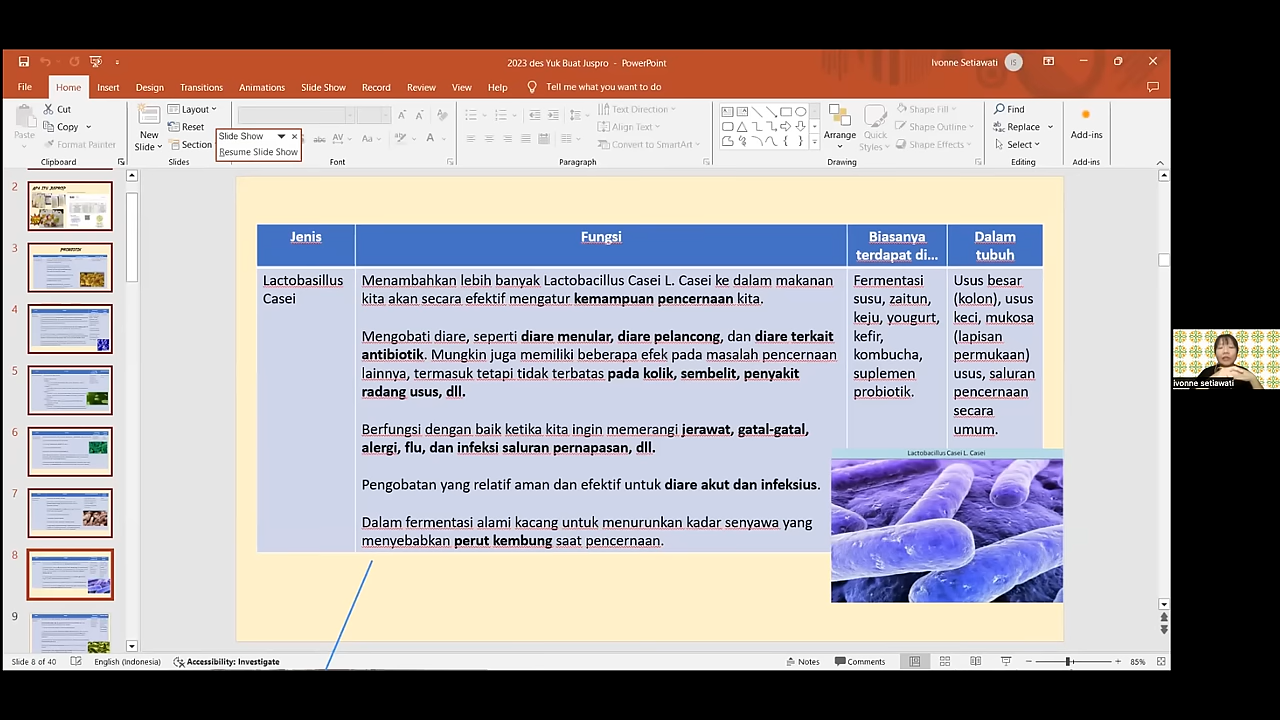 2023 des Yuk Buat Juspro - PowerPoint
Ivonne Setiawati
IS
File Home Insert Design Transitions Animations Slide Show Record Review View Help Tell me what you want to do
Paste
Cut
Copy
Format Painter
Clipboard
New Slide
Layout
Reset
Section
Slides
Slide Show
Resume Slide Show
Font
Text Direction
Align Text
Convert to SmartArt
Paragraph
Arrange
Quick Styles
Shape Fill
Shape Outline
Shape Effects
Drawing
Find
Replace
Select
Editing
Add-ins
Add-ins
2
3
4
5
6
7
8
9
Jenis
Fungsi
Biasanya
terdapat di...
Dalam
tubuh
Lactobasillus
Casei
Menambahkan lebih banyak Lactobacillus Casei L. Casei ke dalam makanan
kita akan secara efektif mengatur kemampuan pencernaan kita.
Mengobati diare, seperti diare menular, diare pelancong, dan diare terkait
antibiotik. Mungkin juga memiliki beberapa efek pada masalah pencernaan
lainnya, termasuk tetapi tidak terbatas pada kolik, sembelit, penyakit
radang usus, dll.
Berfungsi dengan baik ketika kita ingin memerangi jerawat, gatal-gatal,
alergi, flu, dan infeksi saluran pernapasan, dll.
Pengobatan yang relatif aman dan efektif untuk diare akut dan infeksius.
Dalam fermentasi alami kacang untuk menurunkan kadar senyawa yang
menyebabkan perut kembung saat pencernaan.
Fermentasi
susu, zaitun,
keju, yougurt,
kefir,
kombucha,
suplemen
probiotik.
Usus besar
(kolon), usus
keci, mukosa
(lapisan
permukaan)
usus, saluran
pencernaan
secara
umum.
Lactobacillus Casei L. Casei
ivonne setiawati
Slide 8 of 40
English (Indonesia)
Accessibility: Investigate
Notes
Comments
85%